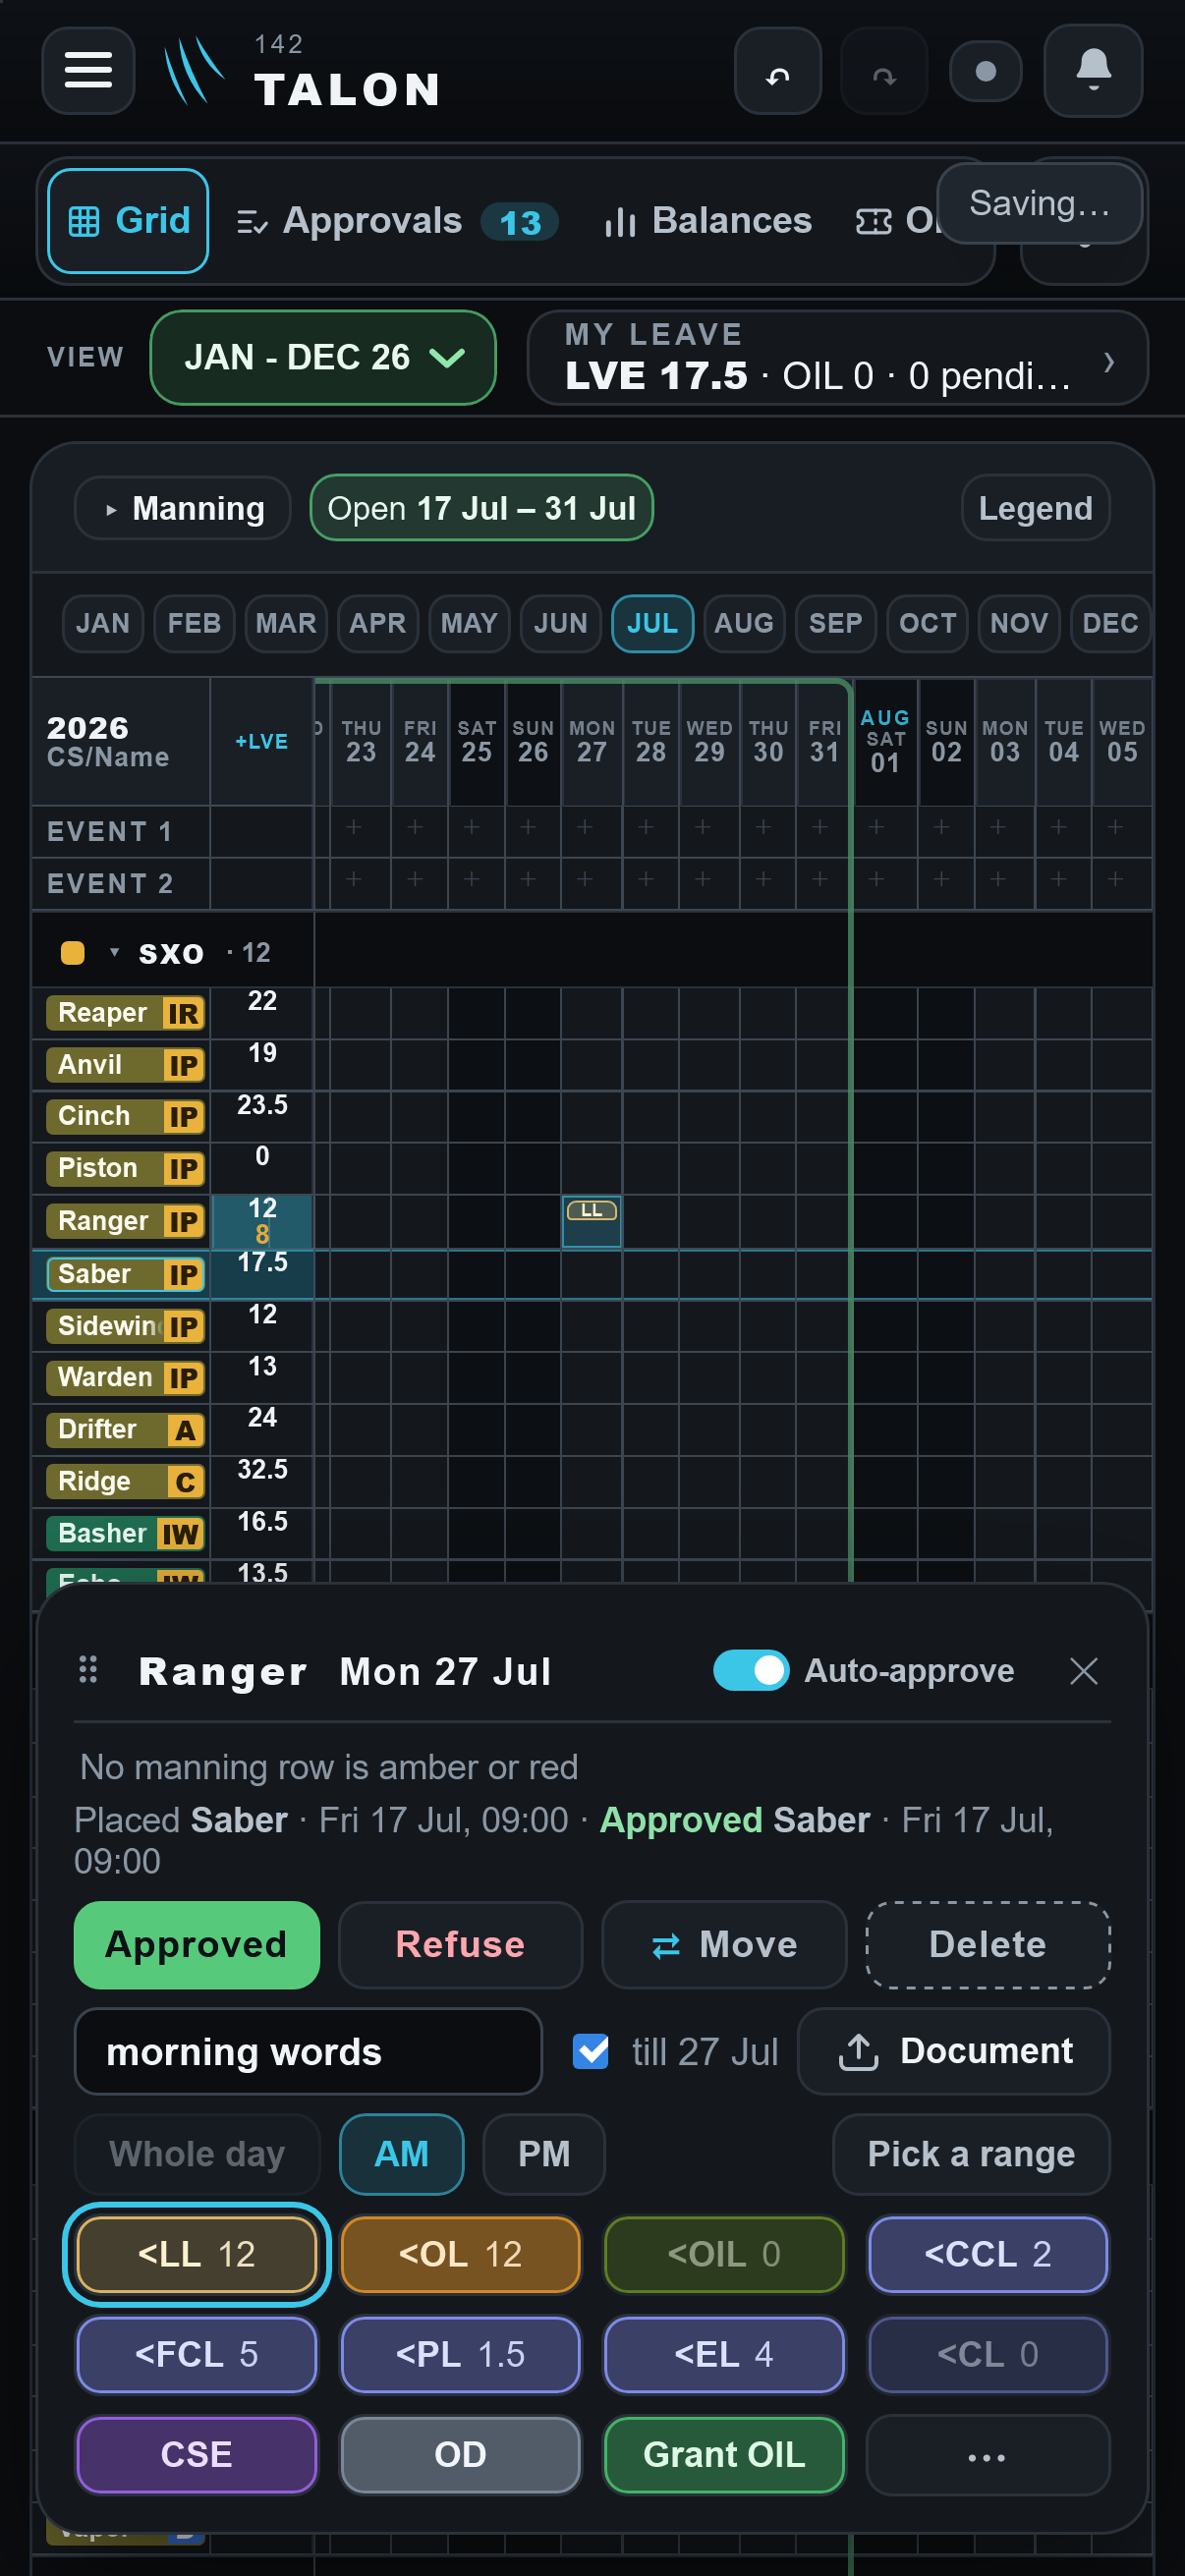 142
TALON
Grid Approvals 13 Balances
Saving...
VIEW JAN - DEC 26
MY LEAVE
LVE 17.5 · OIL 0 · 0 pendi...
Manning Open 17 Jul – 31 Jul Legend
JAN FEB MAR APR MAY JUN JUL AUG SEP OCT NOV DEC
2026
CS/Name
+LVE
THU 23
FRI 24
SAT 25
SUN 26
MON 27
TUE 28
WED 29
THU 30
FRI 31
AUG SAT 01
SUN 02
MON 03
TUE 04
WED 05
EVENT 1 + + + + + + + + + + + + + +
EVENT 2 + + + + + + + + + + + + + +
SXO · 12
Reaper IR 22
Anvil IP 19
Cinch IP 23.5
Piston IP 0
Ranger IP 12 8 LL
Saber IP 17.5
Sidewin IP 12
Warden IP 13
Drifter A 24
Ridge C 32.5
Basher IW 16.5
13.5
Ranger Mon 27 Jul Auto-approve
No manning row is amber or red
Placed Saber · Fri 17 Jul, 09:00 · Approved Saber · Fri 17 Jul,
09:00
Approved Refuse Move Delete
morning words till 27 Jul Document
Whole day AM PM Pick a range
<LL 12 <OL 12 <OIL 0 <CCL 2
<FCL 5 <PL 1.5 <EL 4 <CL 0
CSE OD Grant OIL ...